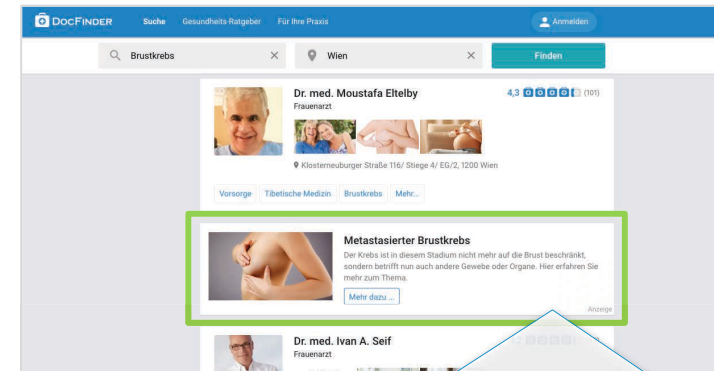 DOCFINDER Suche Gesundheits-Ratgeber Für Ihre Praxis Anmelden
Brustkrebs Wien Finden
Dr. med. Moustafa Eltelby 4,3 (101)
Frauenarzt
Klosterneuburger Straße 116/ Stiege 4/ EG/2, 1200 Wien
Vorsorge Tibetische Medizin Brustkrebs Mehr...
Metastasierter Brustkrebs
Der Krebs ist in diesem Stadium nicht mehr auf die Brust beschränkt,
sondern betrifft nun auch andere Gewebe oder Organe. Hier erfahren Sie
mehr zum Thema.
Mehr dazu ...
Anzeige
Dr. med. Ivan A. Seif
Frauenarzt